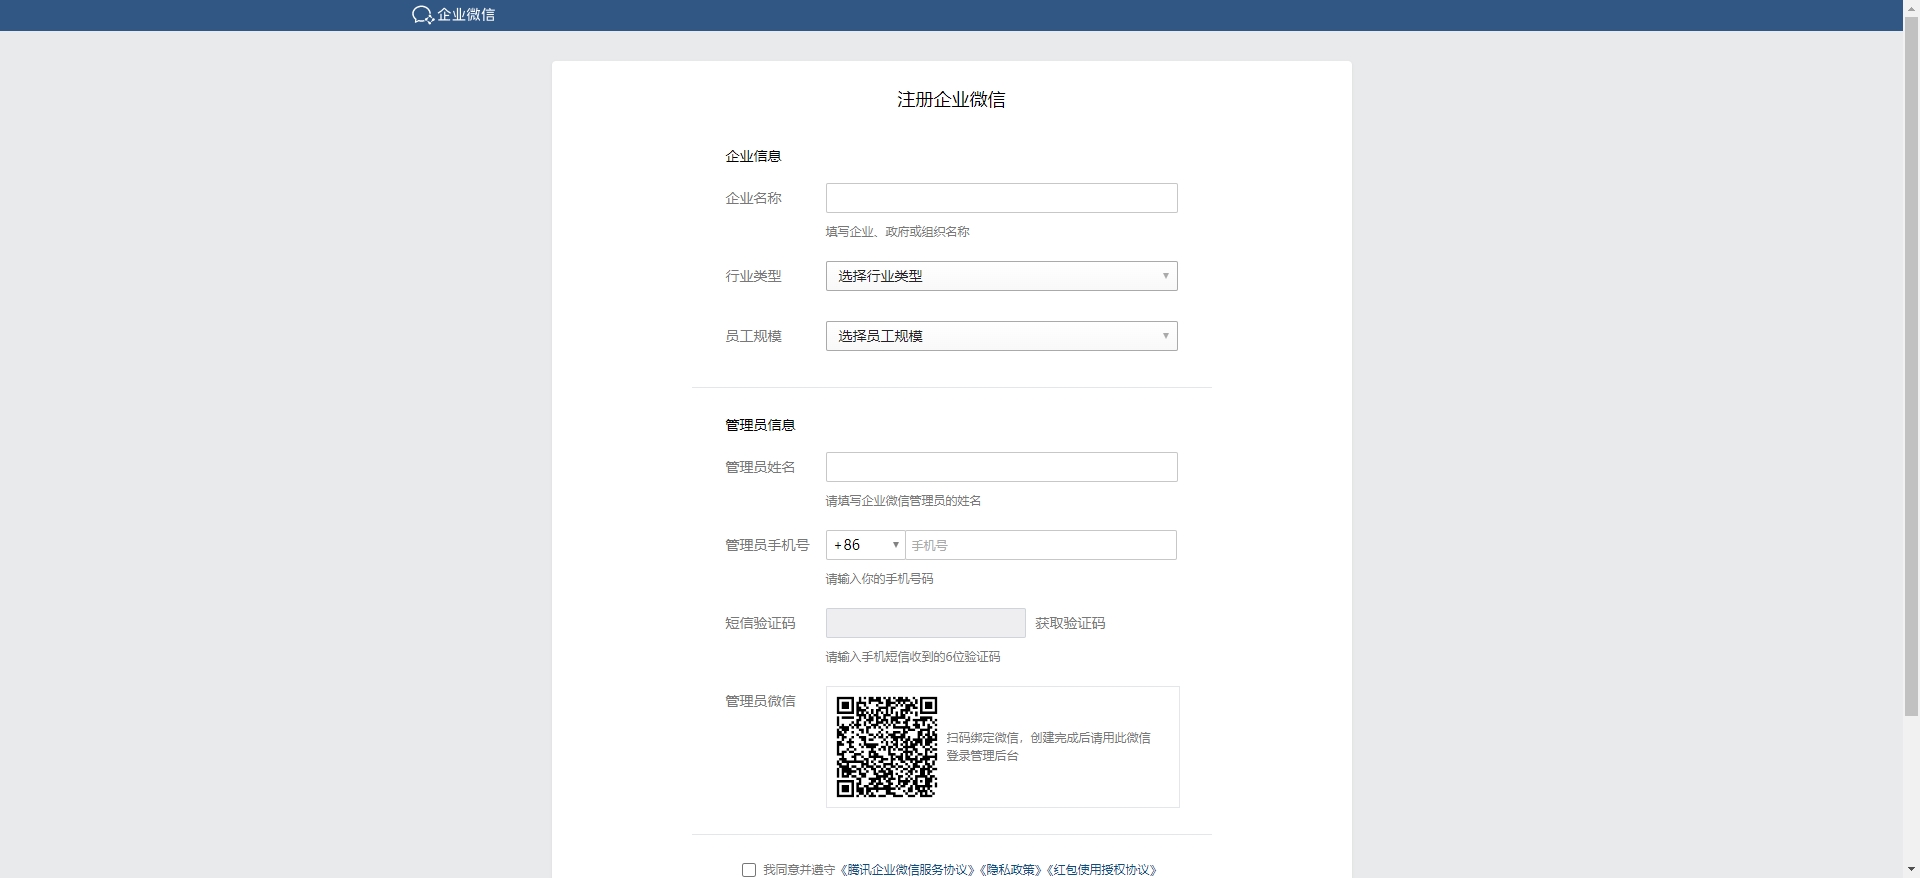 企业微信
注册企业微信
企业信息
企业名称
填写企业、政府或组织名称
行业类型 选择行业类型
员工规模 选择员工规模
管理员信息
管理员姓名
请填写企业微信管理员的姓名
管理员手机号 +86 手机号
请输入你的手机号码
短信验证码 获取验证码
请输入手机短信收到的6位验证码
管理员微信
扫码绑定微信，创建完成后请用此微信
登录管理后台
我同意并遵守《腾讯企业微信服务协议》《隐私政策》《红包使用授权协议》